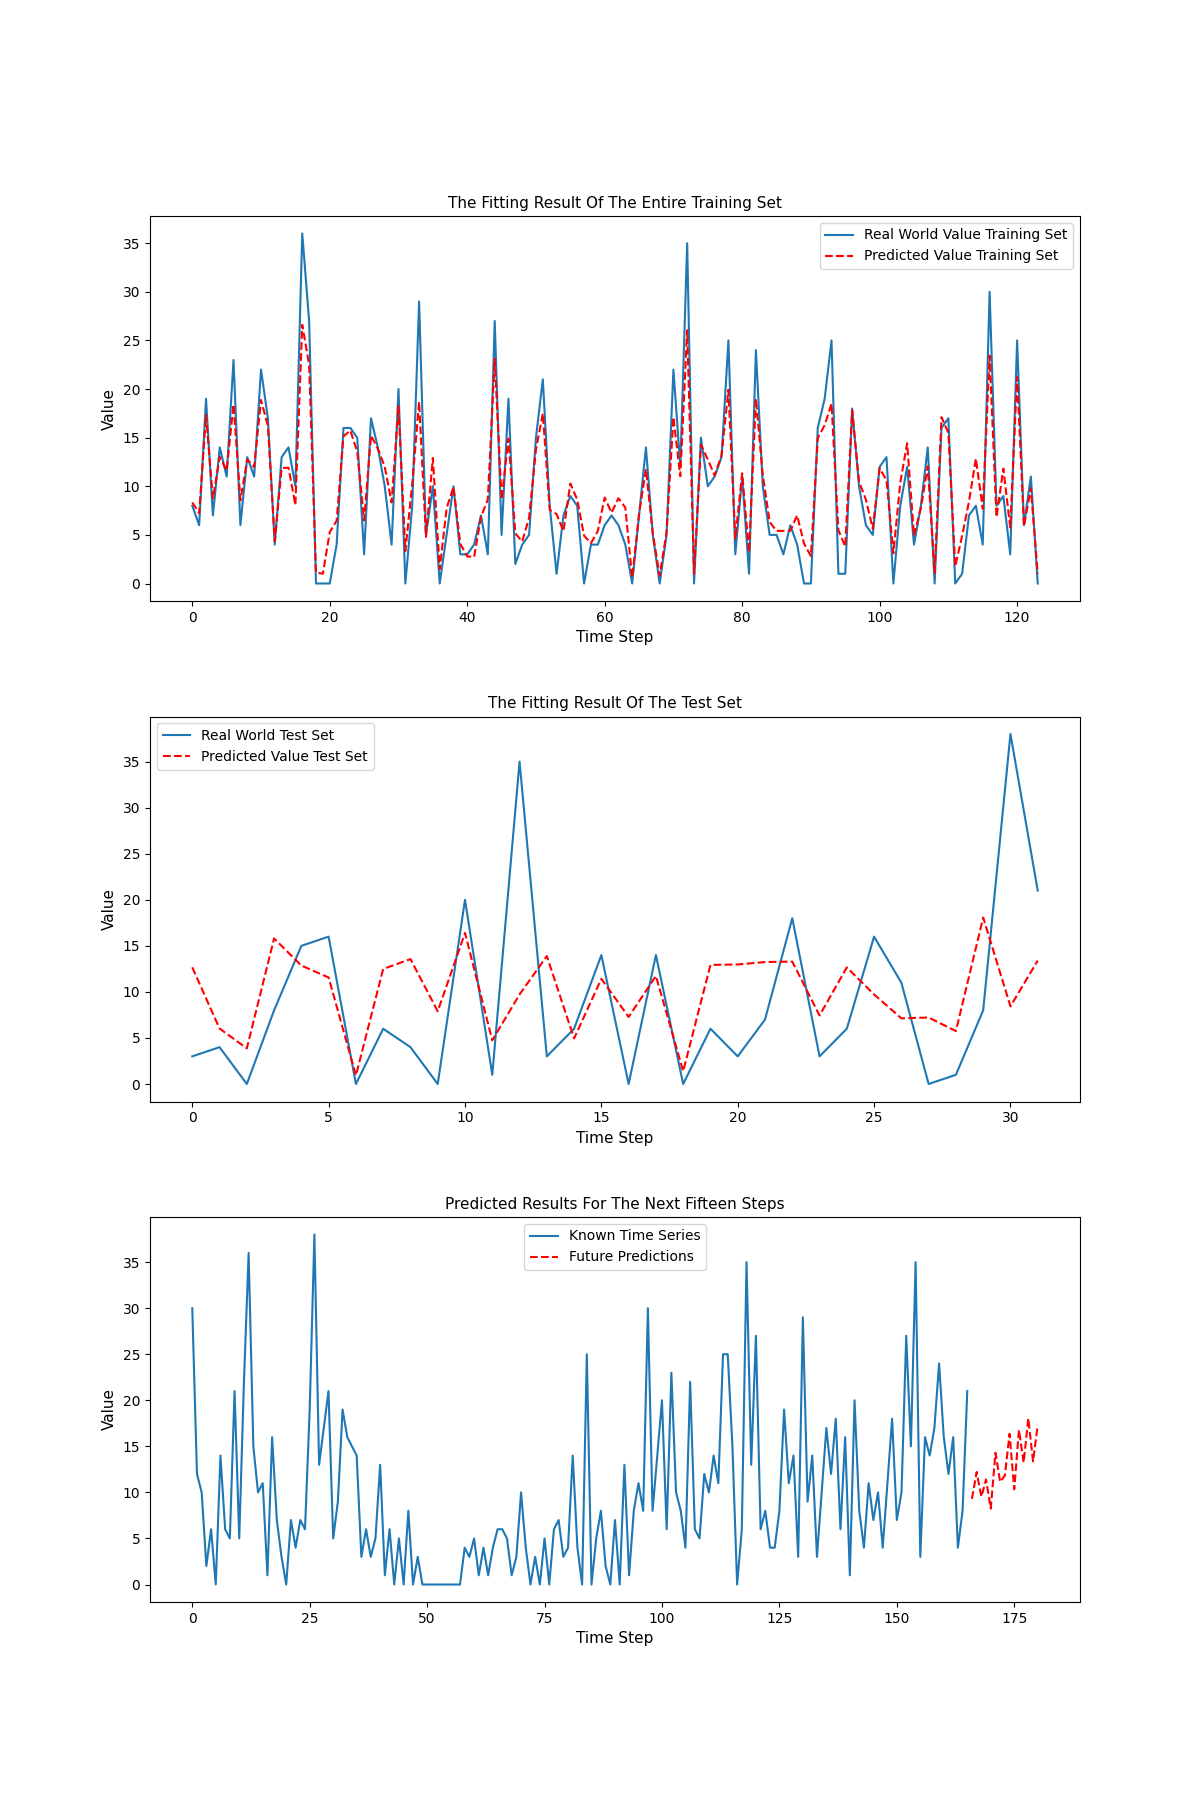 The Fitting Result Of The Entire Training Set
Real World Value Training Set
Predicted Value Training Set
Value
35
30
25
20
15
10
5
0
0 20 40 60 80 100 120
Time Step
The Fitting Result Of The Test Set
Real World Test Set
Predicted Value Test Set
Value
35
30
25
20
15
10
5
0
0 5 10 15 20 25 30
Time Step
Predicted Results For The Next Fifteen Steps
Known Time Series
Future Predictions
Value
35
30
25
20
15
10
5
0
0 25 50 75 100 125 150 175
Time Step